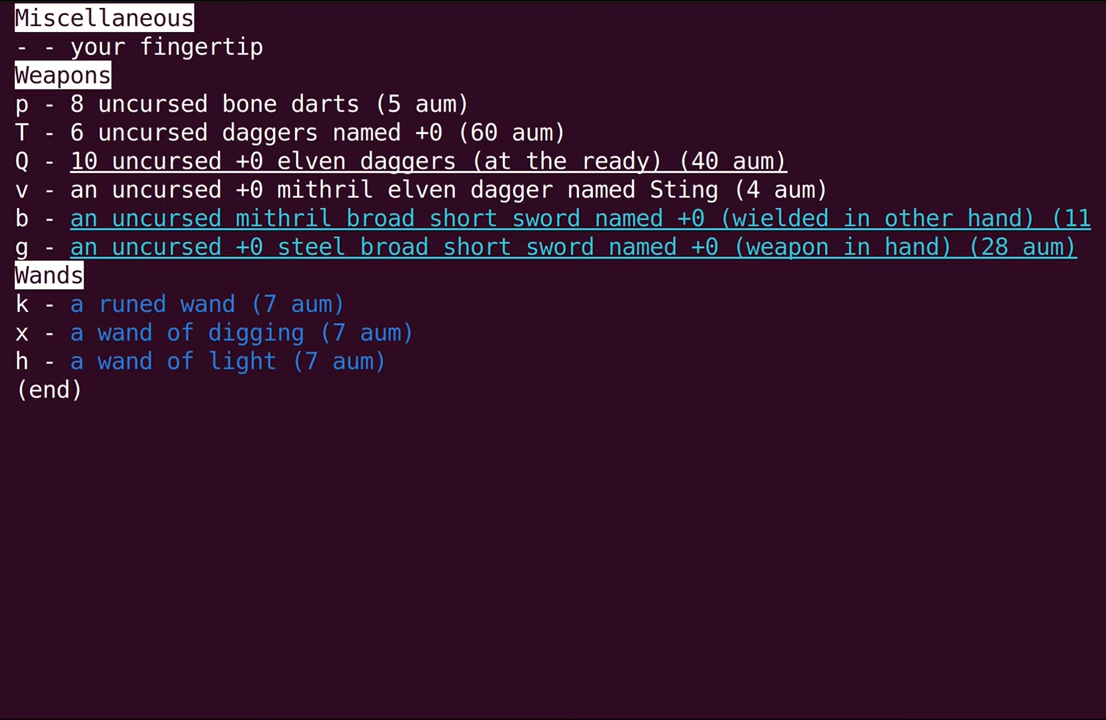 Miscellaneous
- - your fingertip
Weapons
p - 8 uncursed bone darts (5 aum)
T - 6 uncursed daggers named +0 (60 aum)
Q - 10 uncursed +0 elven daggers (at the ready) (40 aum)
v - an uncursed +0 mithril elven dagger named Sting (4 aum)
b - an uncursed mithril broad short sword named +0 (wielded in other hand) (11
g - an uncursed +0 steel broad short sword named +0 (weapon in hand) (28 aum)
Wands
k - a runed wand (7 aum)
x - a wand of digging (7 aum)
h - a wand of light (7 aum)
(end)